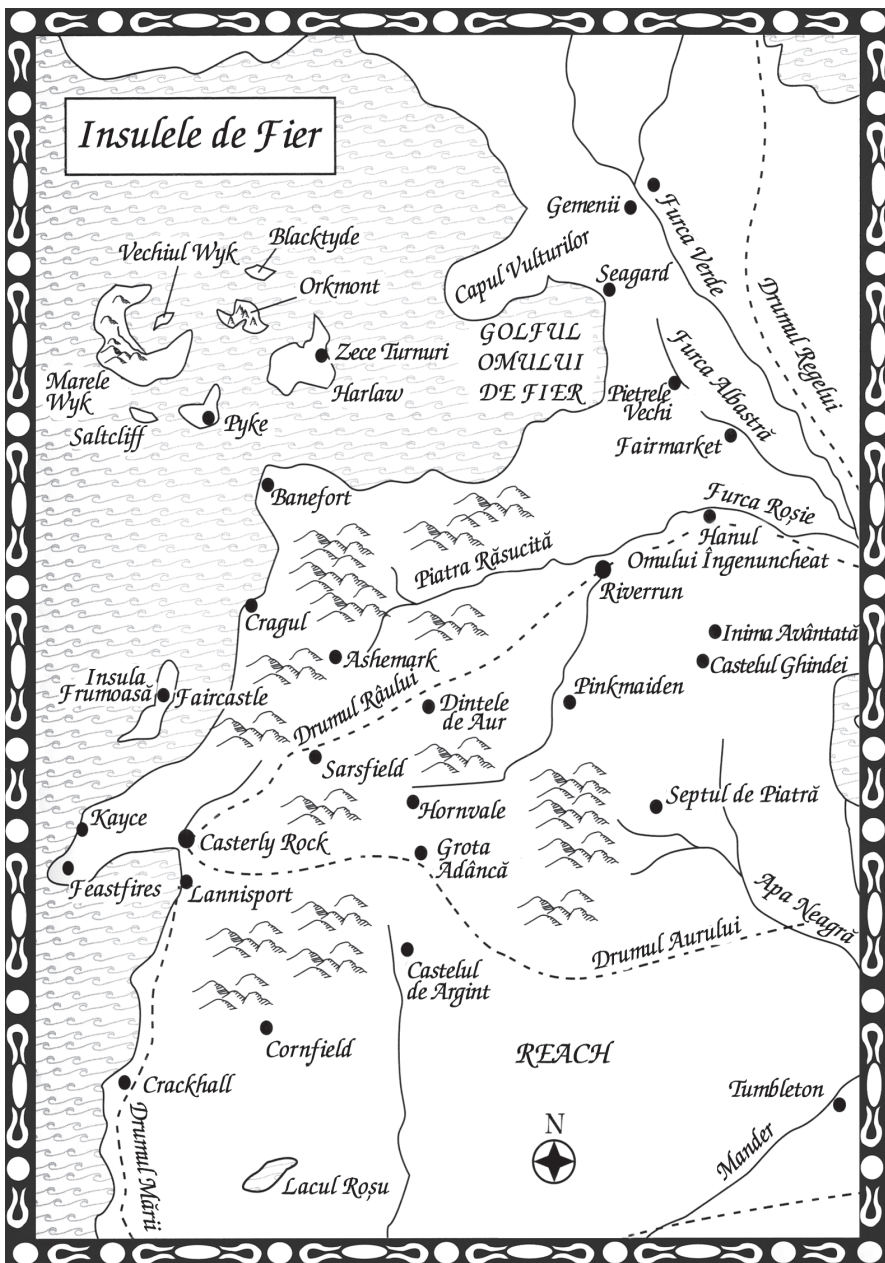 Insulele de Fier
Gemenii
Furca Verde
Blacktyde
Vechiul Wyk
Orkmont
Capul Vulturilor
Seagard
Drumul Regelui
GOLFUL
OMULUI
DE FIER
Zece Turnuri
Harlaw
Marele
Wyk
Furca Albastră
Pietrele
Vechi
Saltcliff
Pyke
Fairmarket
Banefort
Furca Roșie
Hanul
Omului Îngenuncheat
Piatra Răsucită
Riverrun
Cragul
Inima Avântată
Ashemark
Castelul Ghindei
Insula
Frumoasă
Faircastle
Drumul Râului
Dintele
de Aur
Pinkmaiden
Sarsfield
Hornvale
Septul de Piatră
Kayce
Casterly Rock
Grota
Adâncă
Feastfires
Lannisport
Apa Neagră
Drumul Aurului
Castelul
de Argint
Cornfield
REACH
Crackhall
Tumbleton
N
Mander
Drumul Mării
Lacul Roșu